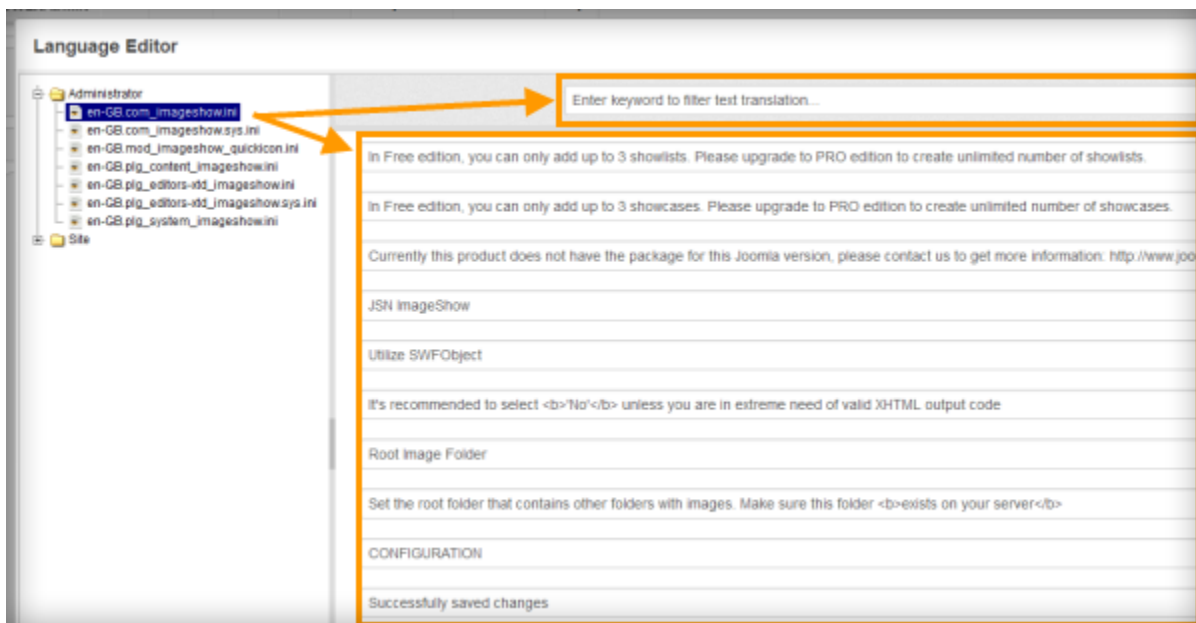 Language Editor
Administrator
en-GB.com_imageshow.ini
en-GB.com_imageshow.sys.ini
en-GB.mod_imageshow_quickicon.ini
en-GB.plg_content_imageshow.ini
en-GB.plg_editors-xtd_imageshow.ini
en-GB.plg_editors-xtd_imageshow.sys.ini
en-GB.plg_system_imageshow.ini
Site
Enter keyword to filter text translation...
In Free edition, you can only add up to 3 showlists. Please upgrade to PRO edition to create unlimited number of showlists.
In Free edition, you can only add up to 3 showcases. Please upgrade to PRO edition to create unlimited number of showcases.
Currently this product does not have the package for this Joomla version, please contact us to get more information: http://www.joo
JSN ImageShow
Utilize SWFObject
It's recommended to select <b>'No'</b> unless you are in extreme need of valid XHTML output code
Root Image Folder
Set the root folder that contains other folders with images. Make sure this folder <b>exists on your server</b>
CONFIGURATION
Successfully saved changes